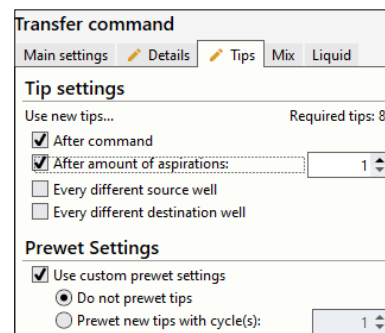 Transfer command
Main settings Details Tips Mix Liquid
Tip settings
Use new tips... Required tips: 8
After command
After amount of aspirations: 1
Every different source well
Every different destination well
Prewet Settings
Use custom prewet settings
Do not prewet tips
Prewet new tips with cycle(s): 1